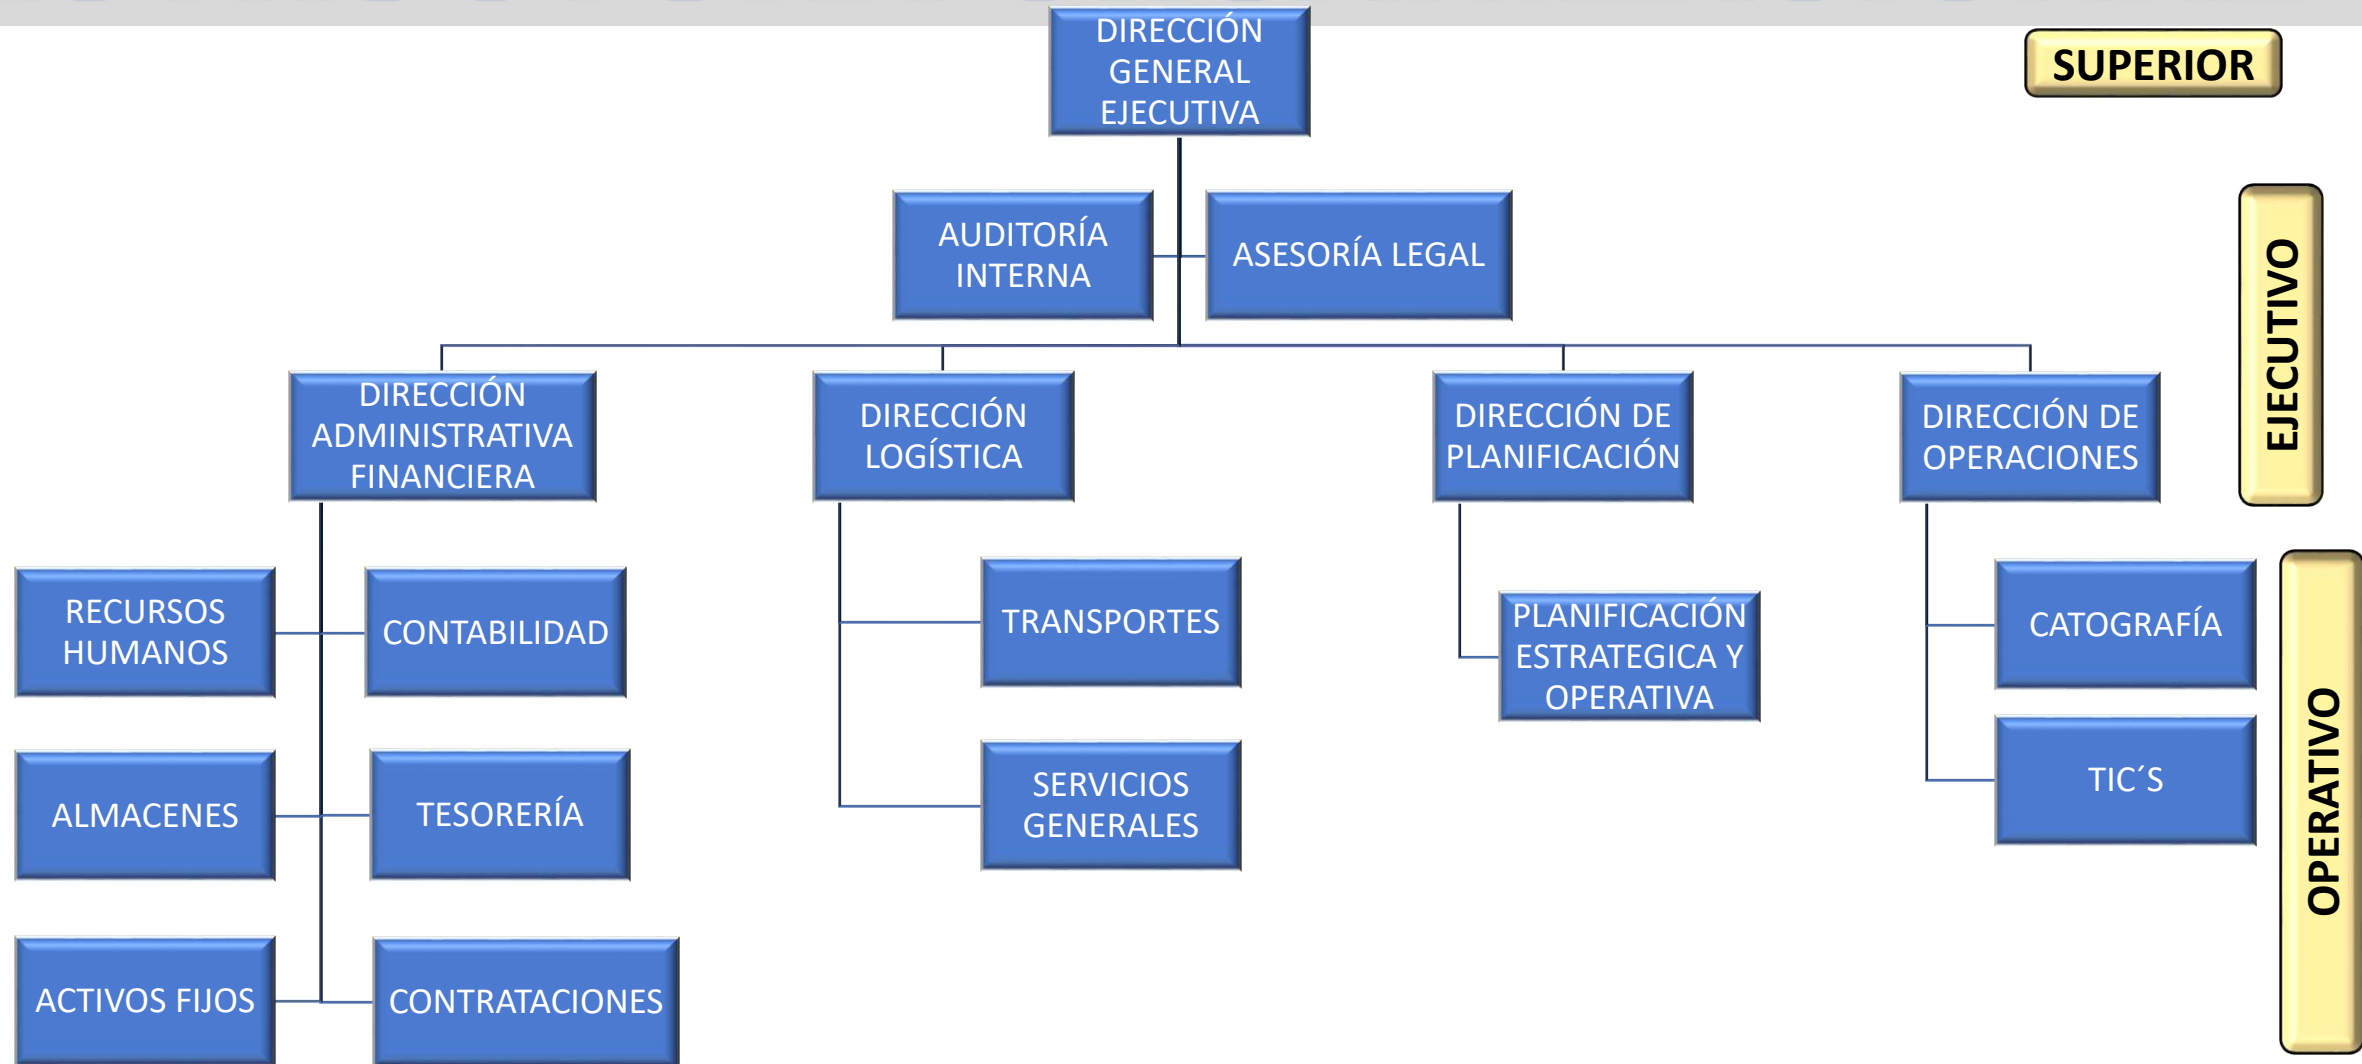 DIRECCIÓN
GENERAL
EJECUTIVA
SUPERIOR
AUDITORÍA
INTERNA
ASESORÍA LEGAL
EJECUTIVO
DIRECCIÓN
ADMINISTRATIVA
FINANCIERA
DIRECCIÓN
LOGÍSTICA
DIRECCIÓN DE
PLANIFICACIÓN
DIRECCIÓN DE
OPERACIONES
RECURSOS
HUMANOS
CONTABILIDAD
TRANSPORTES
PLANIFICACIÓN
ESTRATEGICA Y
OPERATIVA
CATOGRAFÍA
OPERATIVO
ALMACENES
TESORERÍA
SERVICIOS
GENERALES
TIC´S
ACTIVOS FIJOS
CONTRATACIONES